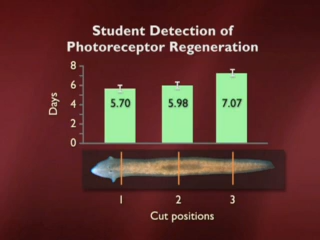 Student Detection of
Photoreceptor Regeneration
8
6
4
2
0
Days
5.70 5.98 7.07
1 2 3
Cut positions